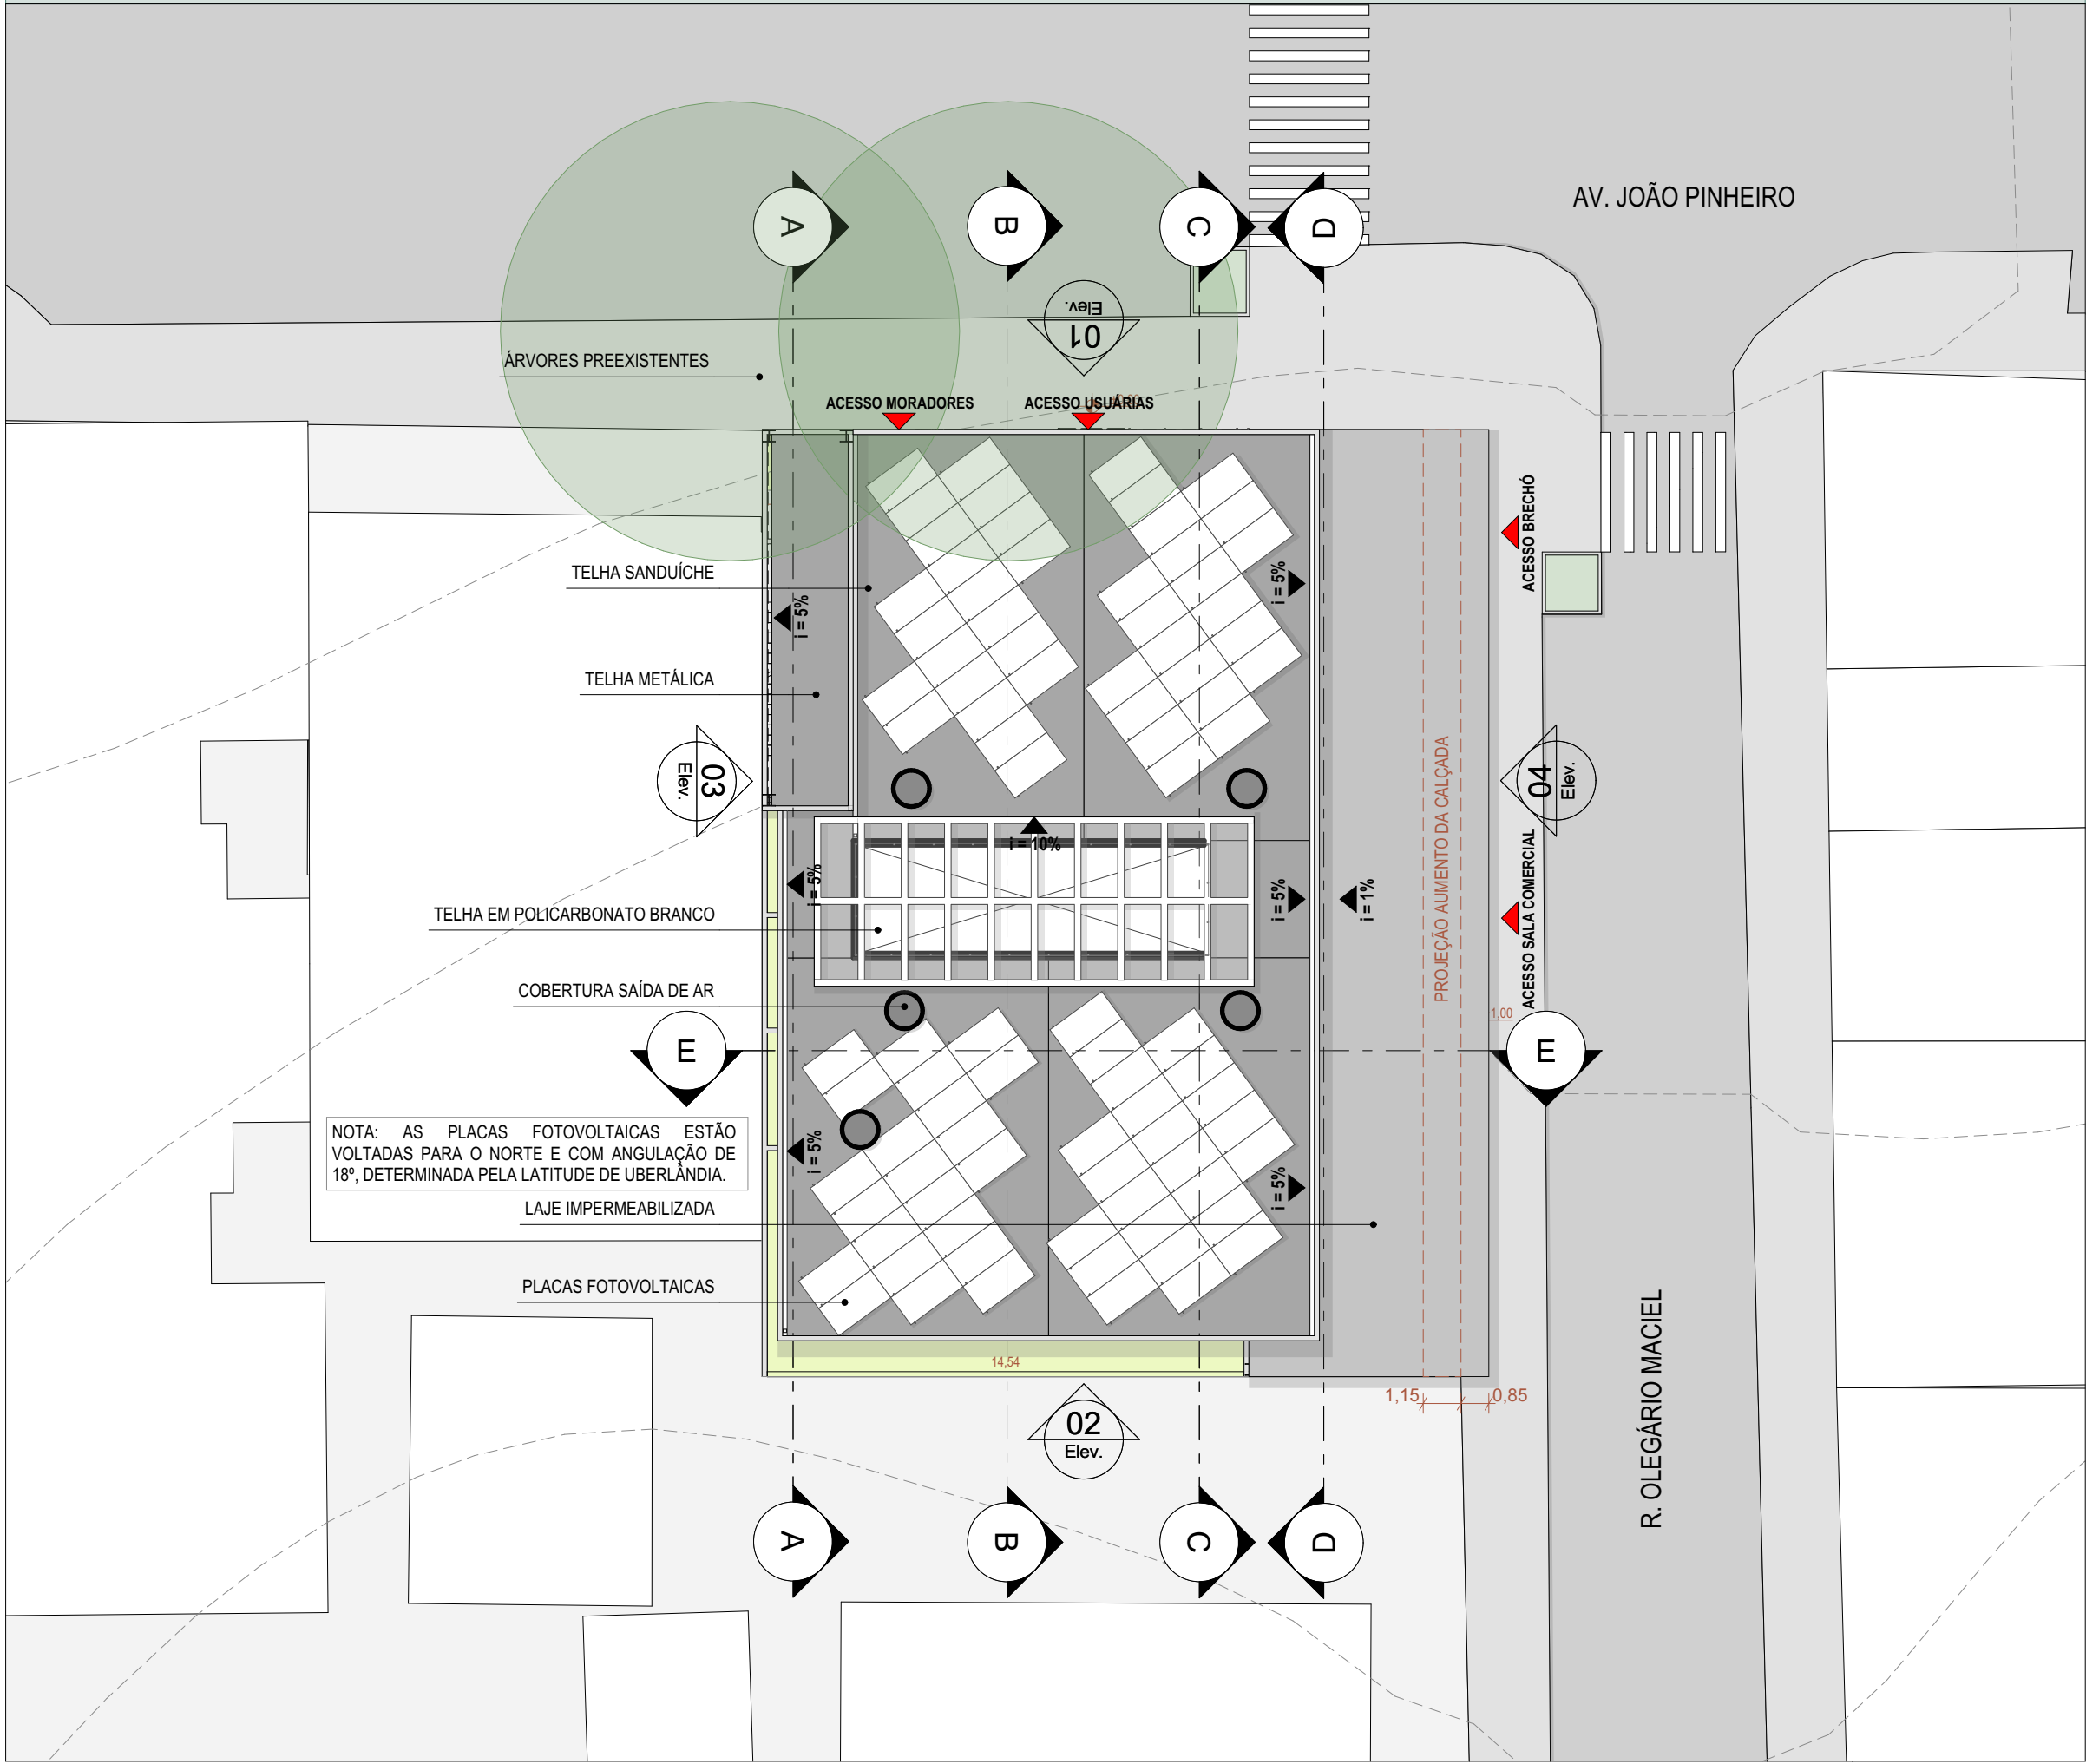 AV. JOÃO PINHEIRO
A
B
C
D
Elev.
01
ÁRVORES PREEXISTENTES
ACESSO MORADORES
ACESSO USUÁRIAS
ACESSO BRECHÓ
TELHA SANDUÍCHE
i = 5%
i = 5%
TELHA METÁLICA
03
Elev.
04
Elev.
PROJEÇÃO AUMENTO DA CALÇADA
i = 10%
i = 5%
i = 5%
i = 1%
ACESSO SALA COMERCIAL
TELHA EM POLICARBONATO BRANCO
COBERTURA SAÍDA DE AR
1,00
E
E
NOTA: AS PLACAS FOTOVOLTAICAS ESTÃO
VOLTADAS PARA O NORTE E COM ANGULAÇÃO DE
18º, DETERMINADA PELA LATITUDE DE UBERLÂNDIA.
i = 5%
i = 5%
LAJE IMPERMEABILIZADA
PLACAS FOTOVOLTAICAS
14,54
1,15
0,85
R. OLEGÁRIO MACIEL
02
Elev.
A
B
C
D